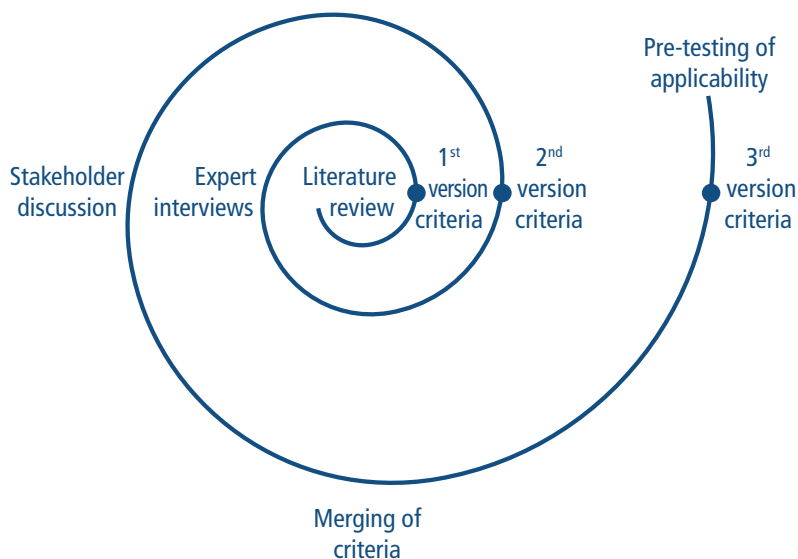 Pre-testing of
applicability
Stakeholder
discussion
Expert
interviews
Literature
review
1st
version
criteria
2nd
version
criteria
3rd
version
criteria
Merging of
criteria